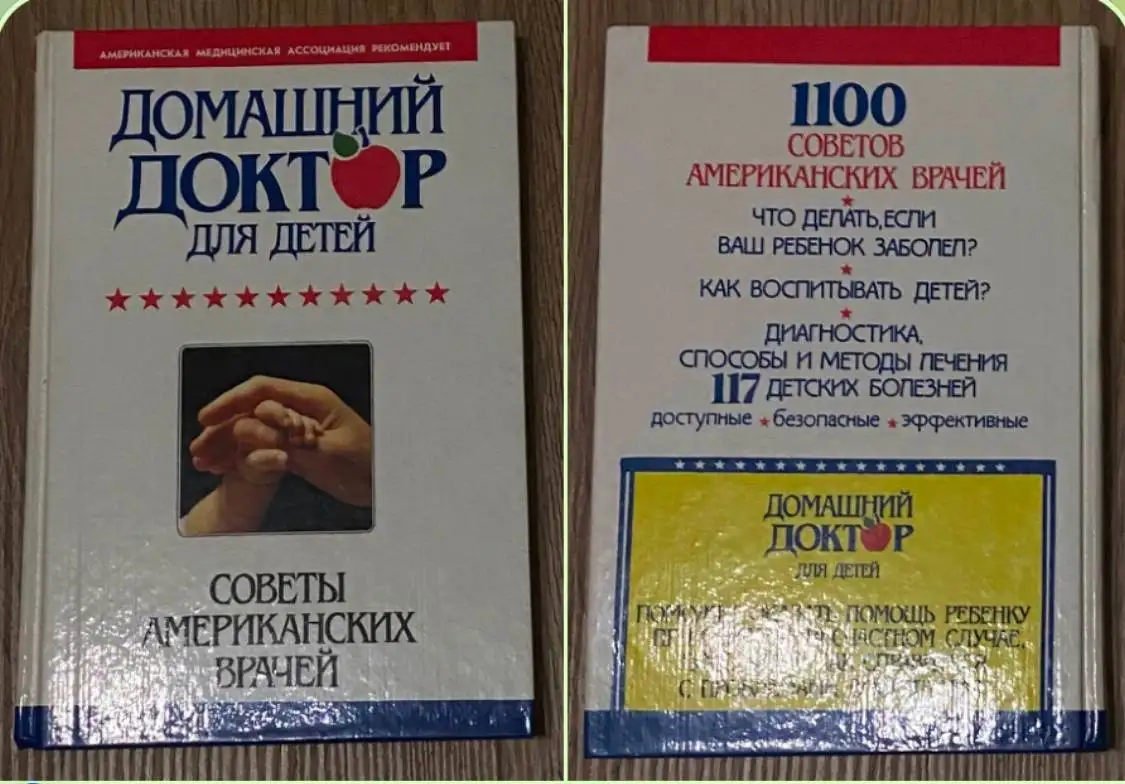 АМЕРИКАНСКАЯ МЕДИЦИНСКАЯ АССОЦИАЦИЯ РЕКОМЕНДУЕТ
ДОМАШНИЙ
ДОКТОР
ДЛЯ ДЕТЕЙ
СОВЕТЫ
АМЕРИКАНСКИХ
ВРАЧЕЙ
1100
СОВЕТОВ
АМЕРИКАНСКИХ ВРАЧЕЙ
ЧТО ДЕЛАТЬ, ЕСЛИ
ВАШ РЕБЕНОК ЗАБОЛЕЛ?
КАК ВОСПИТЫВАТЬ ДЕТЕЙ?
ДИАГНОСТИКА,
СПОСОБЫ И МЕТОДЫ ЛЕЧЕНИЯ
117 ДЕТСКИХ БОЛЕЗНЕЙ
доступные ★ безопасные ★ эффективные
ДОМАШНИЙ
ДОКТОР
ДЛЯ ДЕТЕЙ
ПОМОЩЬ РЕБЕНКУ
СЛУЧАЕ,
С